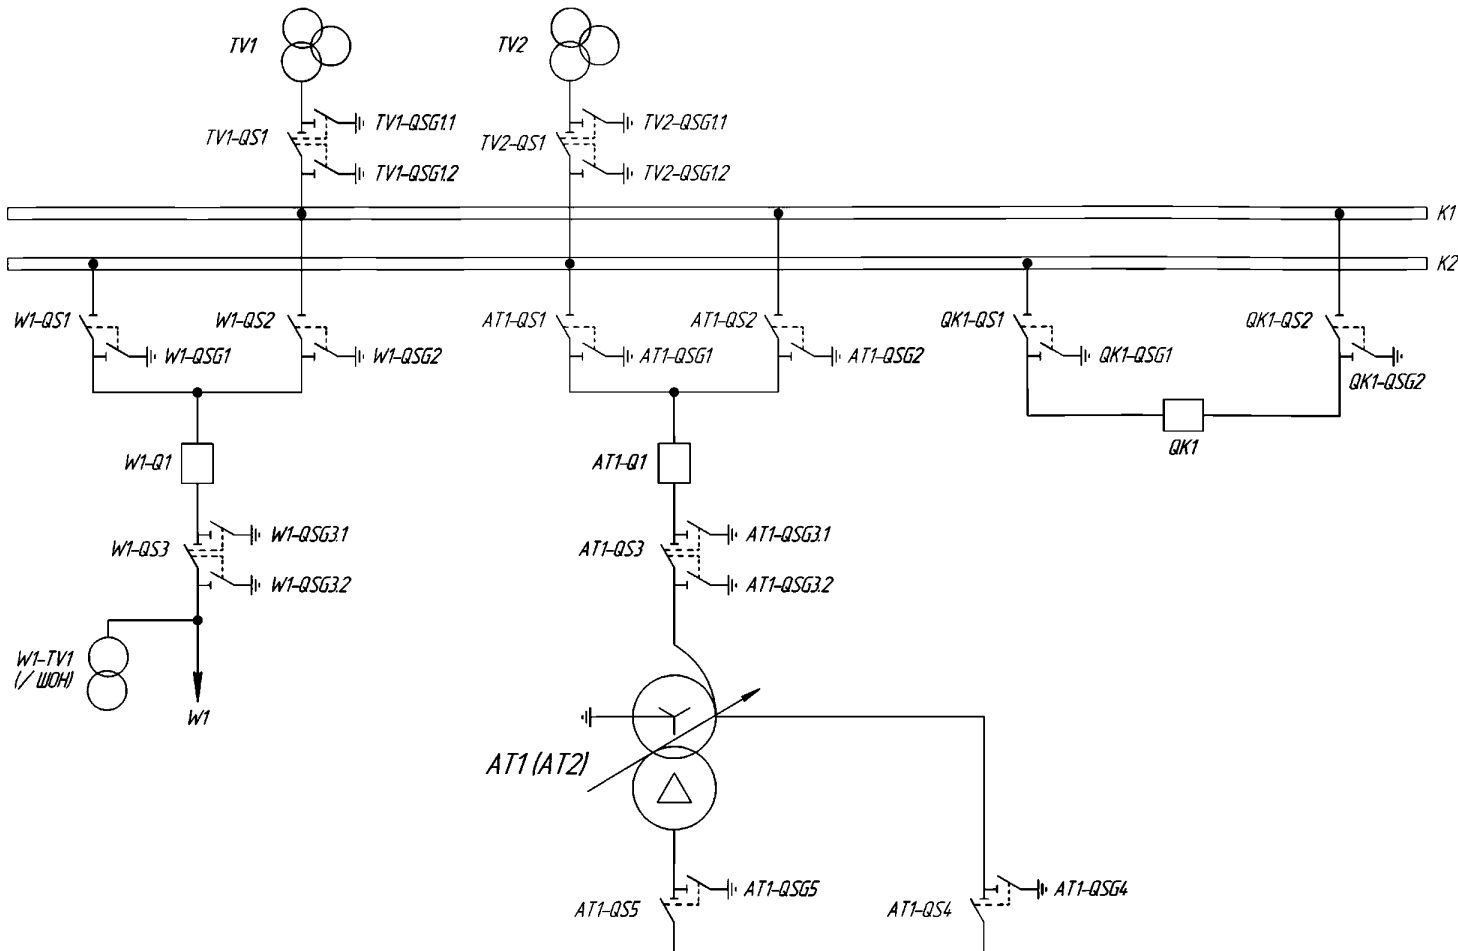 TV1
TV2
TV1-QS1
TV1-QSG1.1
TV1-QSG1.2
TV2-QS1
TV2-QSG1.1
TV2-QSG1.2
K1
K2
W1-QS1
W1-QSG1
W1-QS2
W1-QSG2
AT1-QS1
AT1-QSG1
AT1-QS2
AT1-QSG2
QK1-QS1
QK1-QSG1
QK1-QS2
QK1-QSG2
QK1
W1-Q1
AT1-Q1
W1-QS3
W1-QSG3.1
W1-QSG3.2
AT1-QS3
AT1-QSG3.1
AT1-QSG3.2
W1-TV1
(/ ШОН)
W1
AT1 (AT2)
AT1-QS5
AT1-QSG5
AT1-QS4
AT1-QSG4